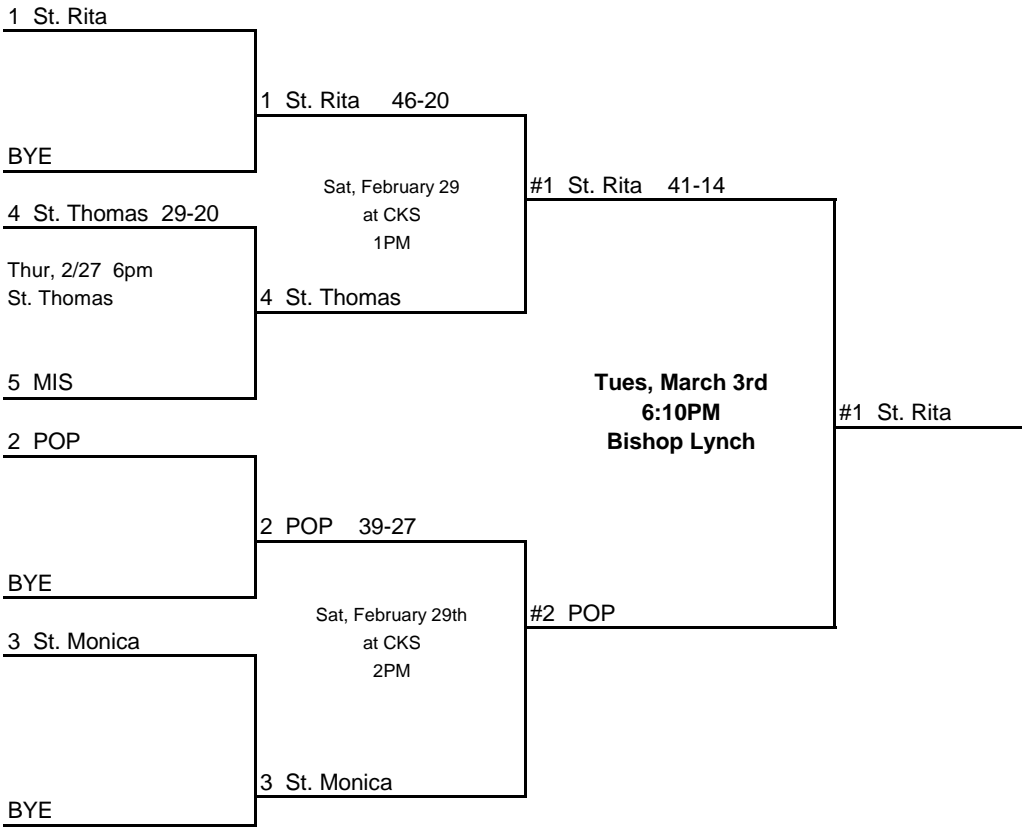 1 St. Rita
BYE
4 St. Thomas 29-20
Thur, 2/27 6pm
St. Thomas
5 MIS
2 POP
BYE
3 St. Monica
BYE
1 St. Rita 46-20
Sat, February 29
at CKS
1PM
4 St. Thomas
2 POP 39-27
Sat, February 29th
at CKS
2PM
3 St. Monica
#1 St. Rita 41-14
Tues, March 3rd
6:10PM
Bishop Lynch
#2 POP
#1 St. Rita